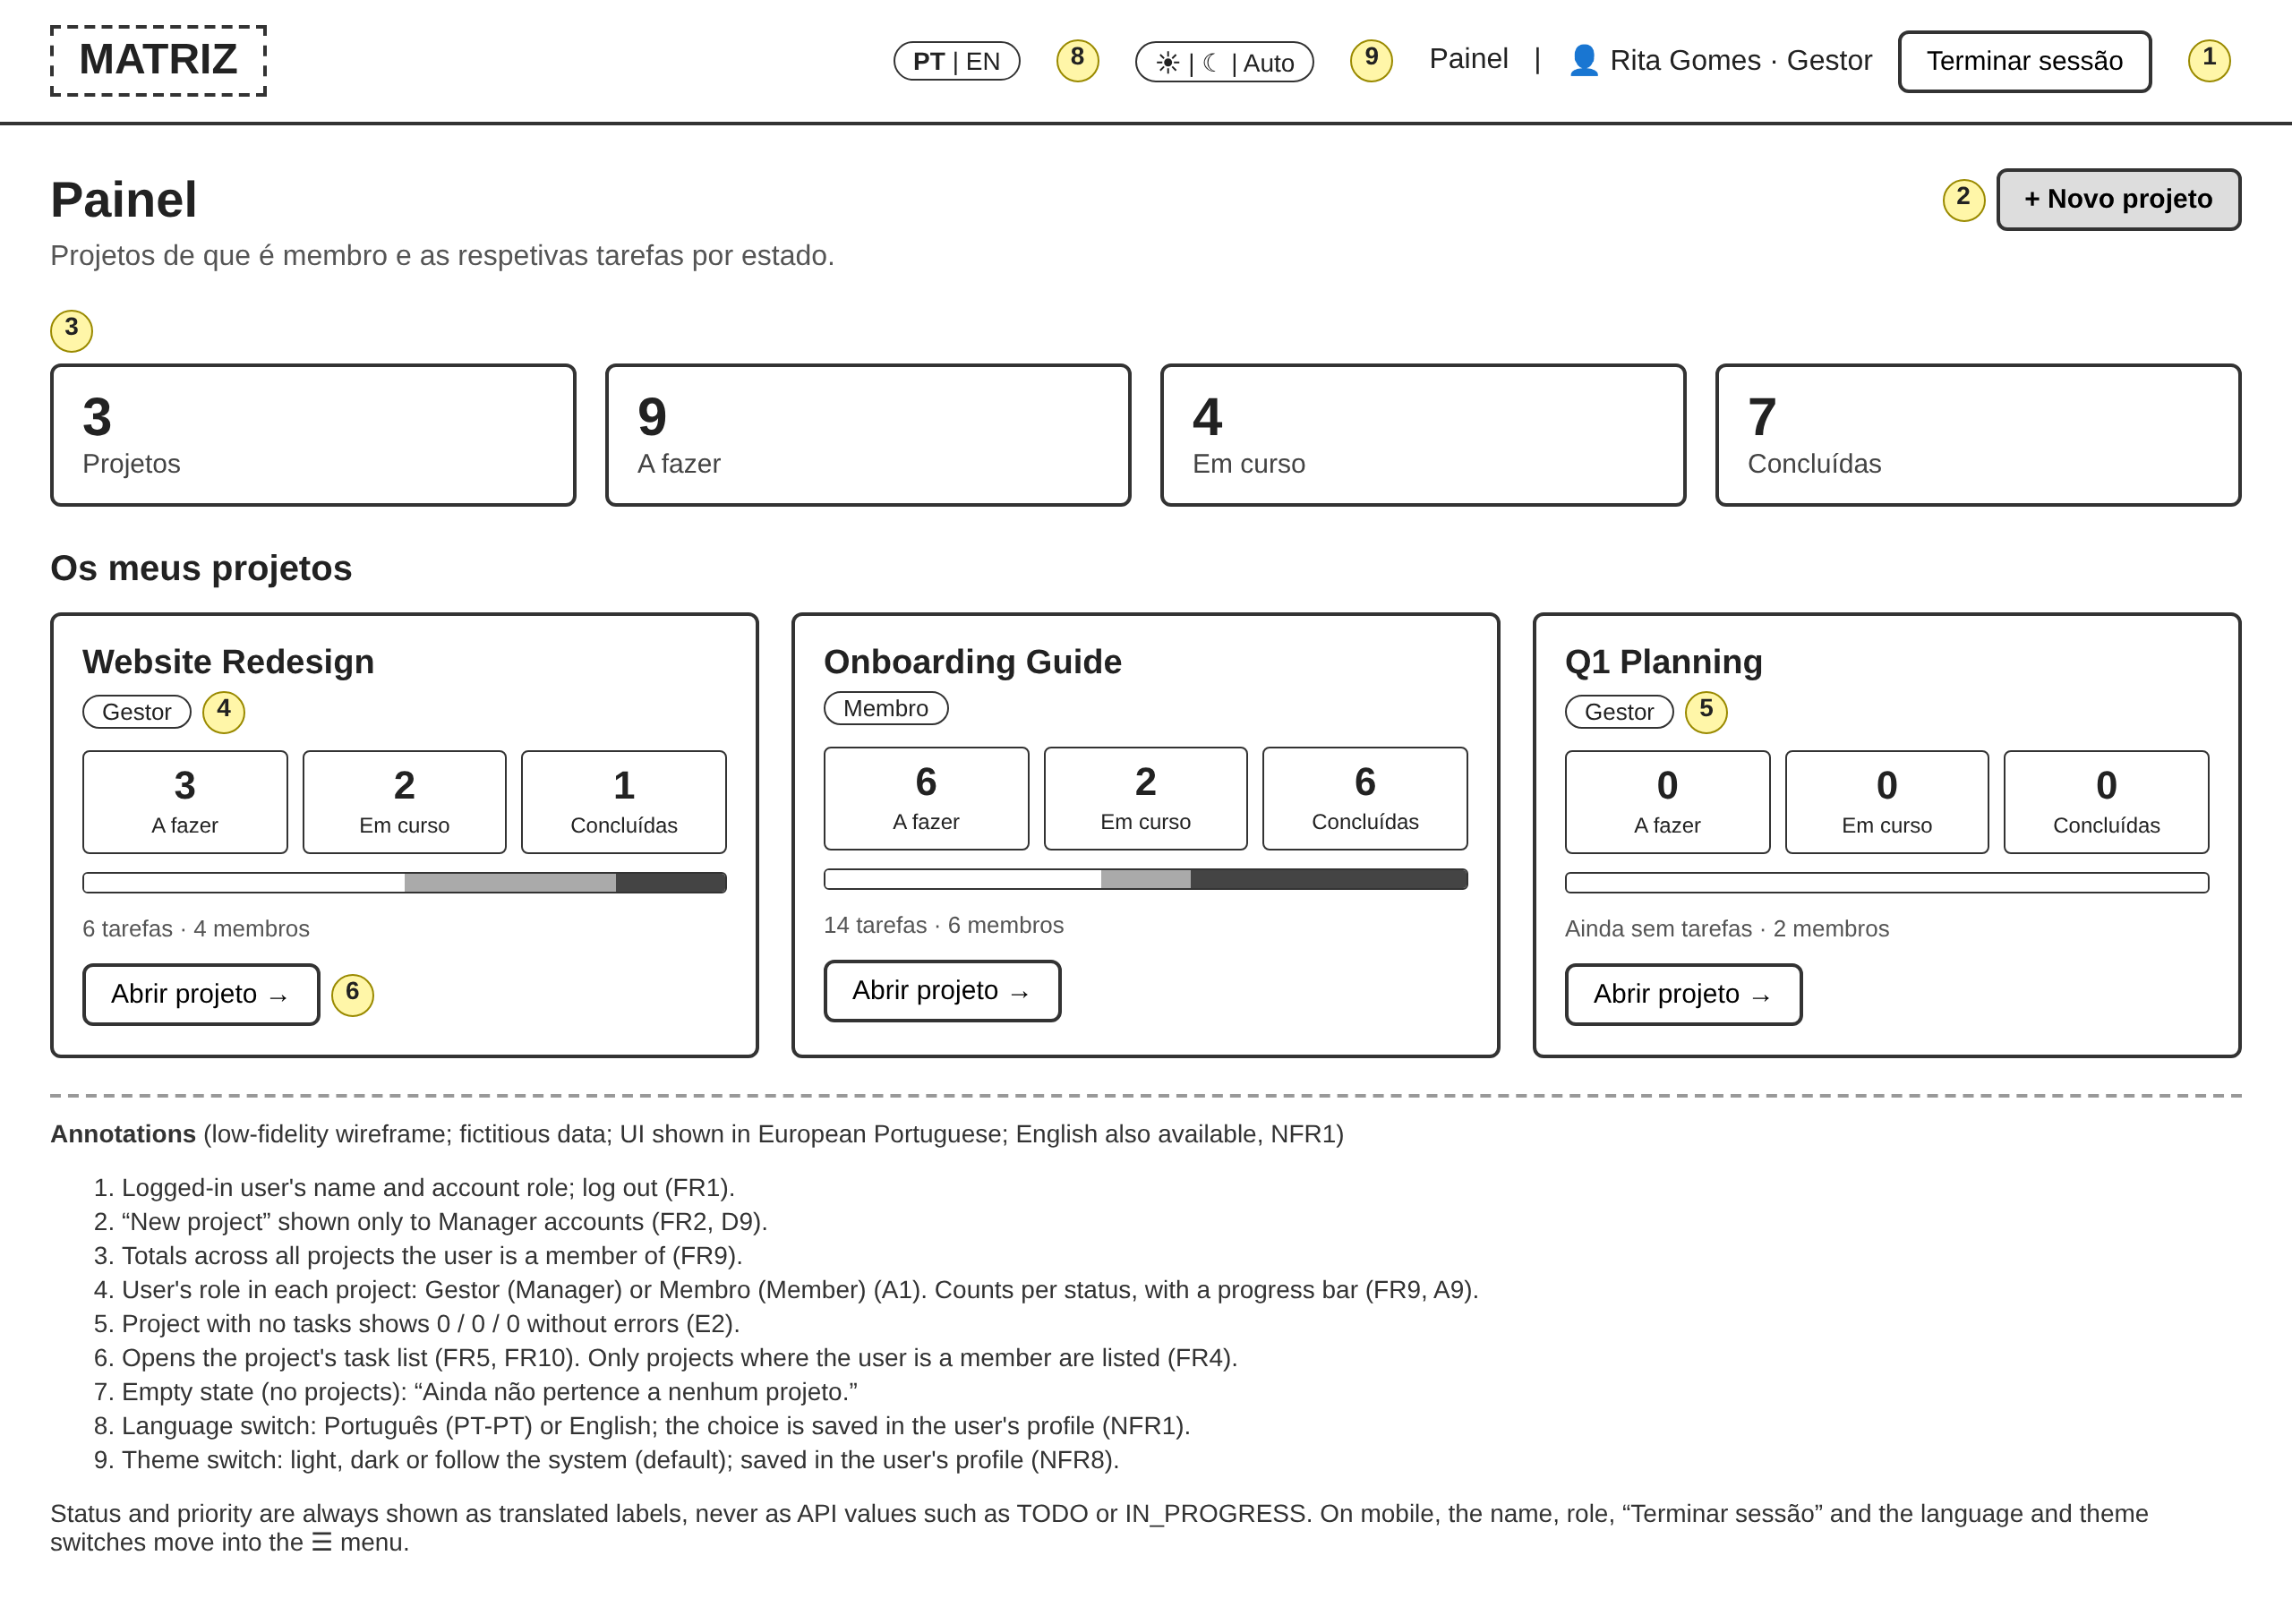 MATRIZ
PT | EN
8
☀ | ☾ | Auto
9
Painel | 👤 Rita Gomes · Gestor
Terminar sessão
1
Painel
2
+ Novo projeto
Projetos de que é membro e as respetivas tarefas por estado.
3
3
Projetos
9
A fazer
4
Em curso
7
Concluídas
Os meus projetos
Website Redesign
Gestor
4
3
A fazer
2
Em curso
1
Concluídas
6 tarefas · 4 membros
Abrir projeto →
6
Onboarding Guide
Membro
6
A fazer
2
Em curso
6
Concluídas
14 tarefas · 6 membros
Abrir projeto →
Q1 Planning
Gestor
5
0
A fazer
0
Em curso
0
Concluídas
Ainda sem tarefas · 2 membros
Abrir projeto →
Annotations (low-fidelity wireframe; fictitious data; UI shown in European Portuguese; English also available, NFR1)
1. Logged-in user's name and account role; log out (FR1).
2. “New project” shown only to Manager accounts (FR2, D9).
3. Totals across all projects the user is a member of (FR9).
4. User's role in each project: Gestor (Manager) or Membro (Member) (A1). Counts per status, with a progress bar (FR9, A9).
5. Project with no tasks shows 0 / 0 / 0 without errors (E2).
6. Opens the project's task list (FR5, FR10). Only projects where the user is a member are listed (FR4).
7. Empty state (no projects): “Ainda não pertence a nenhum projeto.”
8. Language switch: Português (PT-PT) or English; the choice is saved in the user's profile (NFR1).
9. Theme switch: light, dark or follow the system (default); saved in the user's profile (NFR8).
Status and priority are always shown as translated labels, never as API values such as TODO or IN_PROGRESS. On mobile, the name, role, “Terminar sessão” and the language and theme
switches move into the ☰ menu.